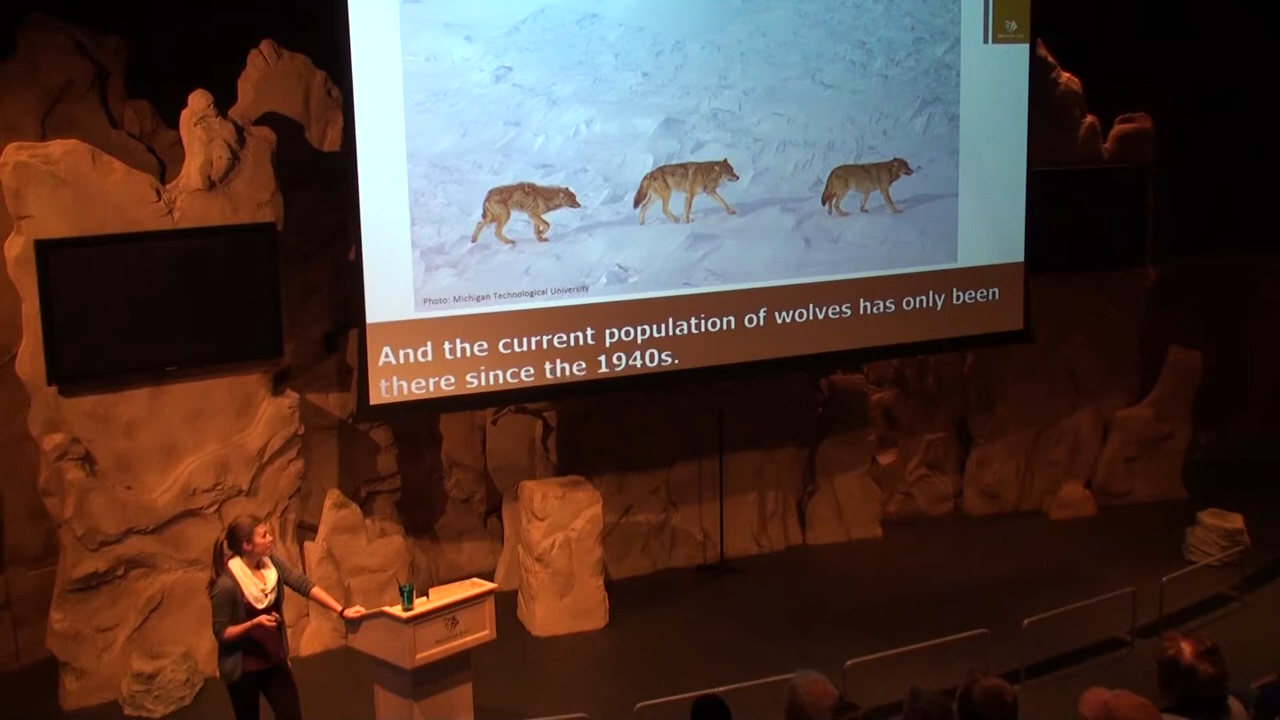 Photo: Michigan Technological University
And the current population of wolves has only been
there since the 1940s.